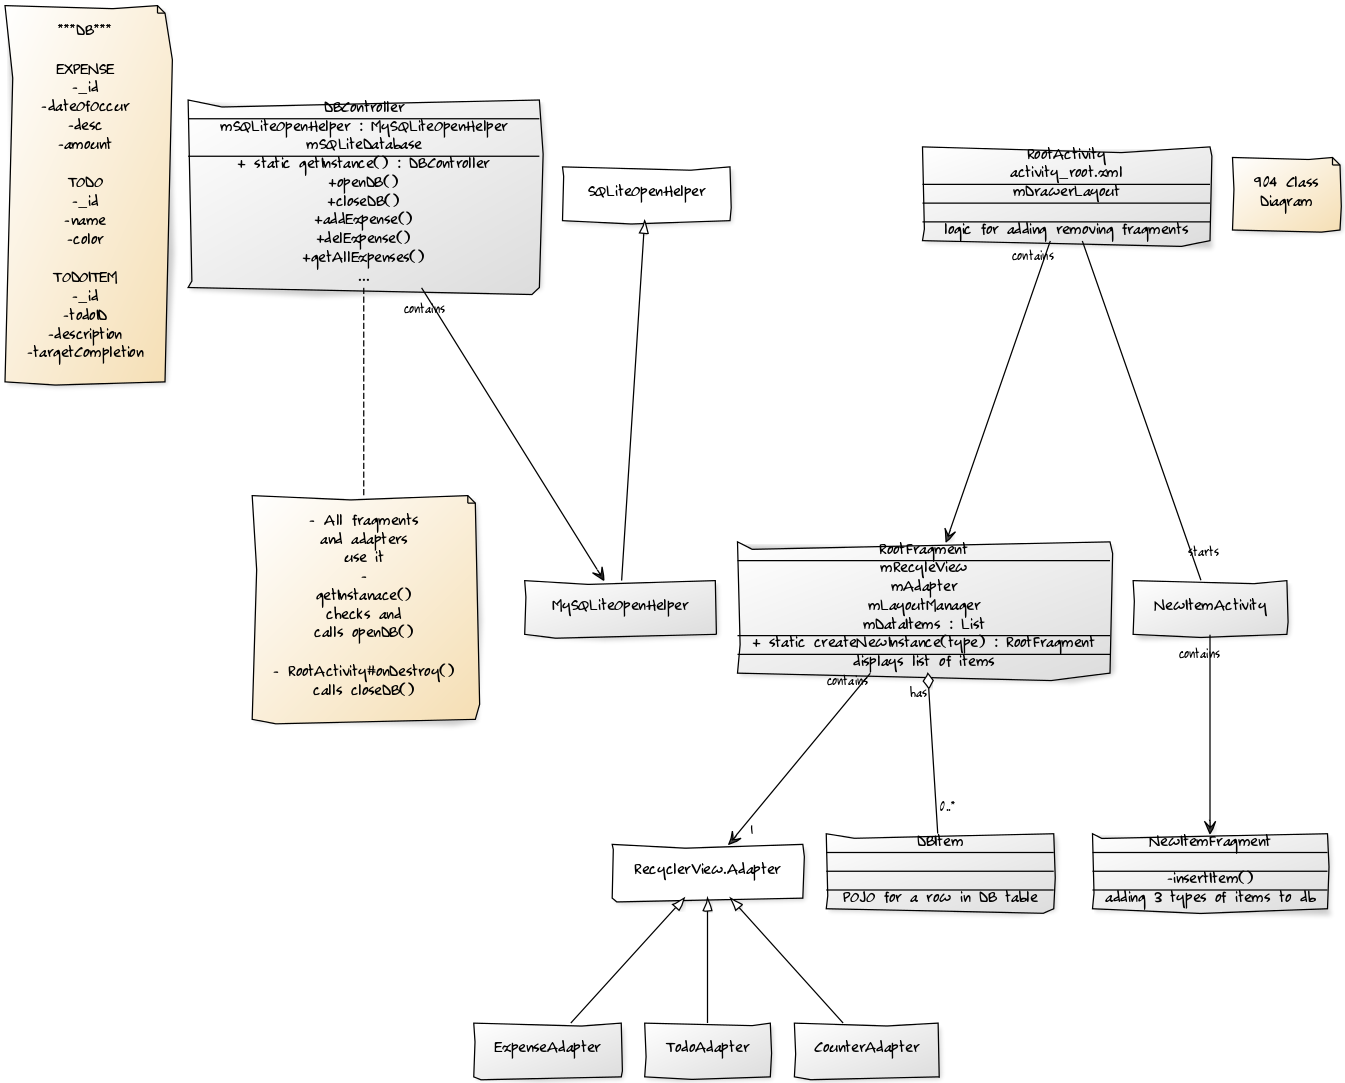 ***DB***
EXPENSE
-_id
-dateOfOccur
-desc
-amount
TODO
-_id
-name
-color
TODOITEM
-_id
-todoID
-description
-targetCompletion
DBController
mSQLiteOpenHelper : MySQLiteOpenHelper
mSQLiteDatabase
+ static getInstance() : DBController
+openDB()
+closeDB()
+addExpense()
+delExpense()
+getAllExpenses()
...
contains
SQLiteOpenHelper
RootActivity
activity_root.xml
mDrawerLayout
logic for adding removing fragments
contains
904 Class
Diagram
- All fragments
and adapters
use it
-
getInstanace()
checks and
calls openDB()
- RootActivity#onDestroy()
calls closeDB()
MySQLiteOpenHelper
RootFragment
mRecyleView
mAdapter
mLayoutManager
mDataItems : List
+ static createNewInstance(type) : RootFragment
displays list of items
contains
has
starts
NewItemActivity
contains
1
0..*
RecyclerView.Adapter
DBItem
POJO for a row in DB table
NewItemFragment
-insertItem()
adding 3 types of items to db
ExpenseAdapter
TodoAdapter
CounterAdapter